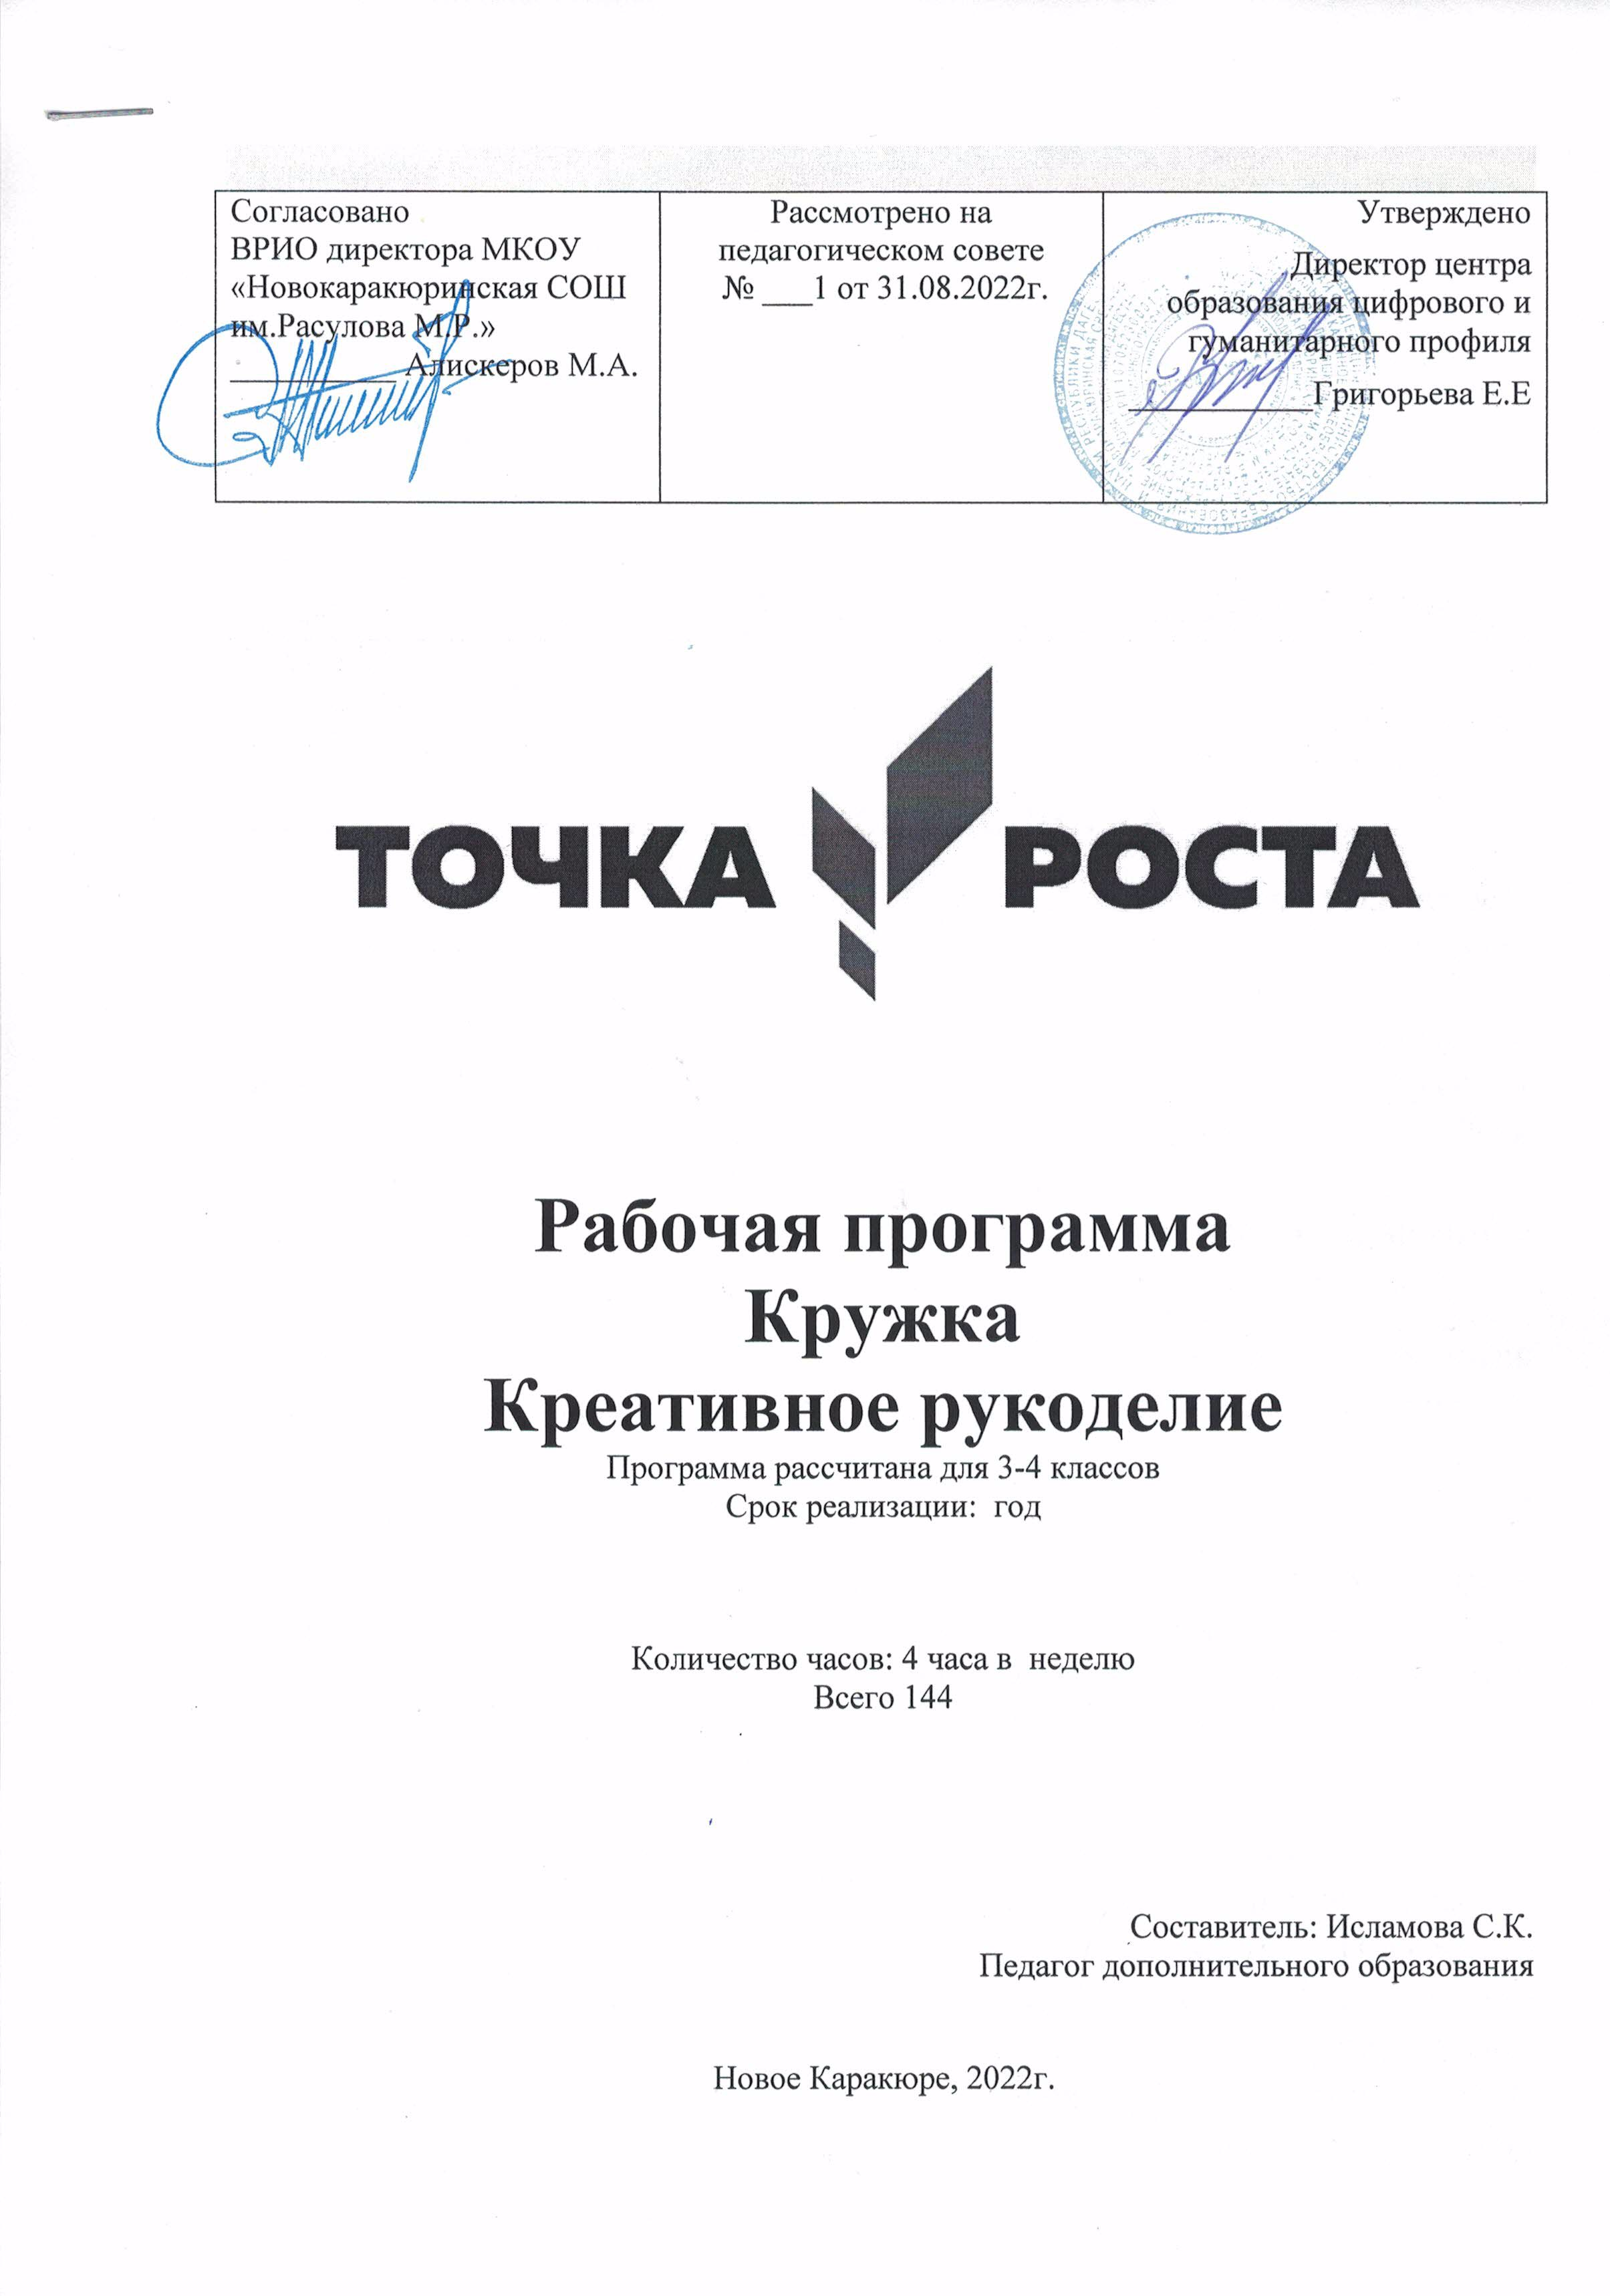 Согласовано
ВРИО директора МКОУ
«Новокаракюринская СОШ
им.Расулова М.Р.»
__________ Алискеров М.А.
Рассмотрено на
педагогическом совете
№ ___1 от 31.08.2022г.
Утверждено
Директор центра
образования цифрового и
гуманитарного профиля
___________Григорьева Е.Е
ТОЧКА РОСТА
Рабочая программа
Кружка
Креативное рукоделие
Программа рассчитана для 3-4 классов
Срок реализации:  год
Количество часов: 4 часа в  неделю
Всего 144
Составитель: Исламова С.К.
Педагог дополнительного образования
Новое Каракюре, 2022г.